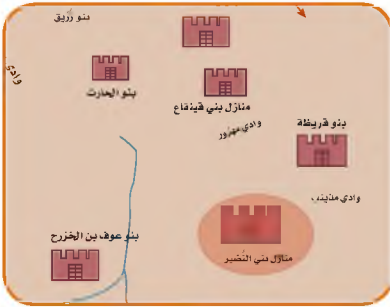 بنو زريق
وادي
بنو الحارث
منازل بني قينقاع
وادي مهزور
بنو قريظة
وادي مذينب
بنو عوف بن الخزرج
منازل بني النضير